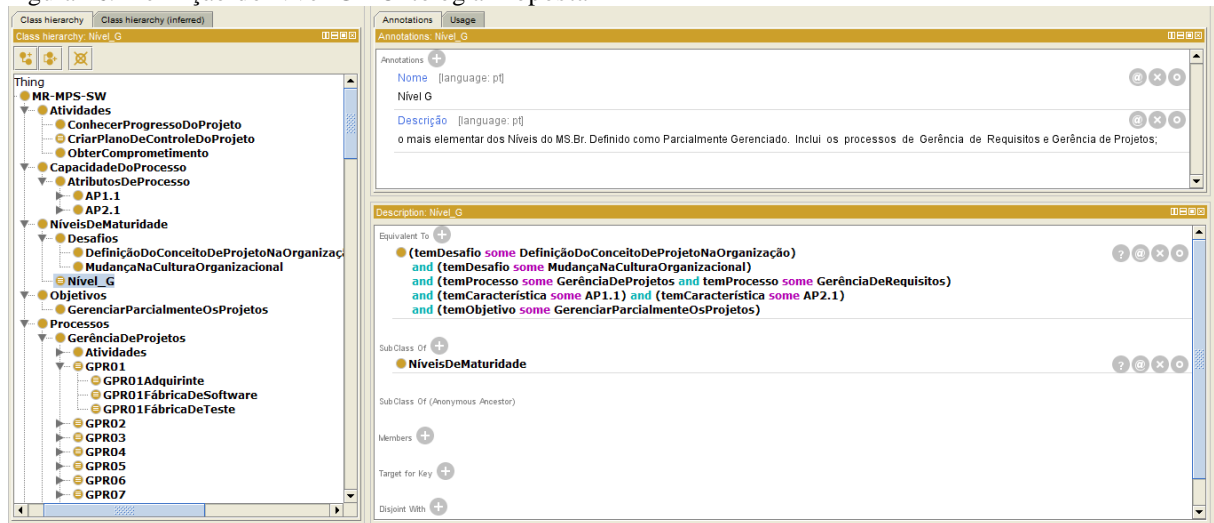 Class hierarchy Class hierarchy (inferred)
Class hierarchy: Nível_G
Thing
MR-MPS-SW
Atividades
ConhecerProgressoDoProjeto
CriarPlanoDeControleDoProjeto
ObterComprometimento
CapacidadeDoProcesso
AtributosDeProcesso
AP1.1
AP2.1
NíveisDeMaturidade
Desafios
DefiniçãoDoConceitoDeProjetoNaOrganizaç
MudançaNaCulturaOrganizacional
Nível_G
Objetivos
GerenciarParcialmenteOsProjetos
Processos
GerênciaDeProjetos
Atividades
GPR01
GPR01Adquirinte
GPR01FábricaDeSoftware
GPR01FábricaDeTeste
GPR02
GPR03
GPR04
GPR05
GPR06
GPR07
Annotations Usage
Annotations: Nível_G
Annotations
Nome [language: pt]
Nível G
Descrição [language: pt]
o mais elementar dos Níveis do MS.Br. Definido como Parcialmente Gerenciado. Inclui os processos de Gerência de Requisitos e Gerência de Projetos;
Description: Nível_G
Equivalent To
(temDesafio some DefiniçãoDoConceitoDeProjetoNaOrganização)
and (temDesafio some MudançaNaCulturaOrganizacional)
and (temProcesso some GerênciaDeProjetos and temProcesso some GerênciaDeRequisitos)
and (temCaracterística some AP1.1) and (temCaracterística some AP2.1)
and (temObjetivo some GerenciarParcialmenteOsProjetos)
SubClass Of
NíveisDeMaturidade
SubClass Of (Anonymous Ancestor)
Members
Target for Key
Disjoint With